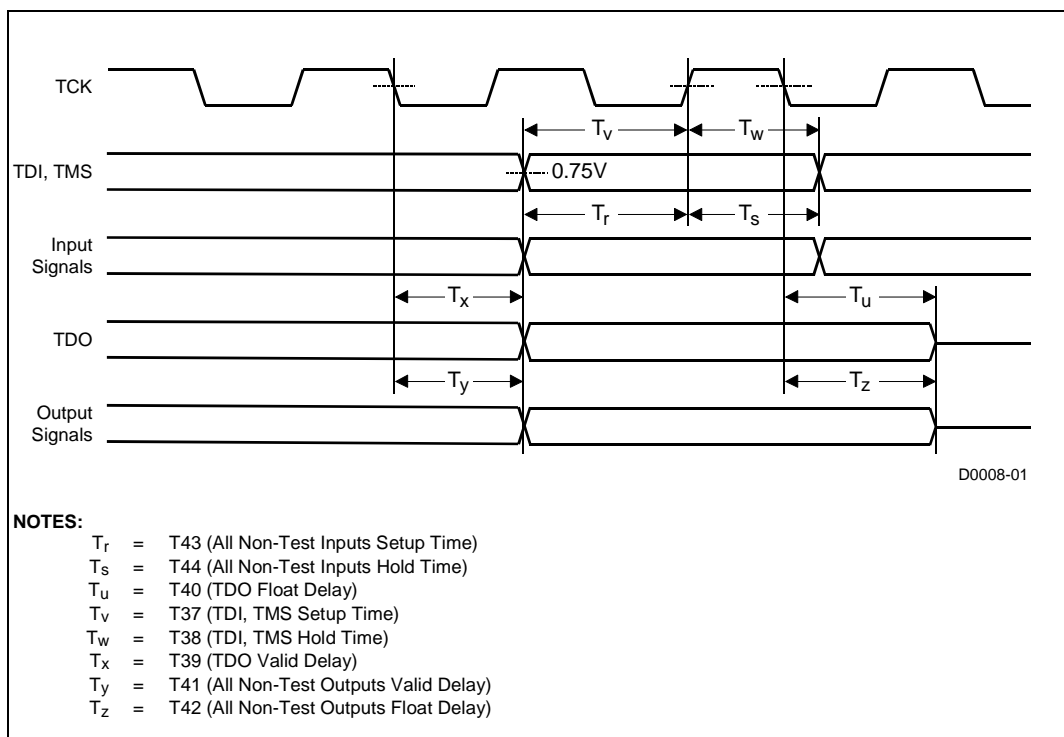 TCK
Tv Tw
TDI, TMS
0.75V
Tr Ts
Input
Signals
Tx Tu
TDO
Ty Tz
Output
Signals
D0008-01
NOTES:
Tr = T43 (All Non-Test Inputs Setup Time)
Ts = T44 (All Non-Test Inputs Hold Time)
Tu = T40 (TDO Float Delay)
Tv = T37 (TDI, TMS Setup Time)
Tw = T38 (TDI, TMS Hold Time)
Tx = T39 (TDO Valid Delay)
Ty = T41 (All Non-Test Outputs Valid Delay)
Tz = T42 (All Non-Test Outputs Float Delay)